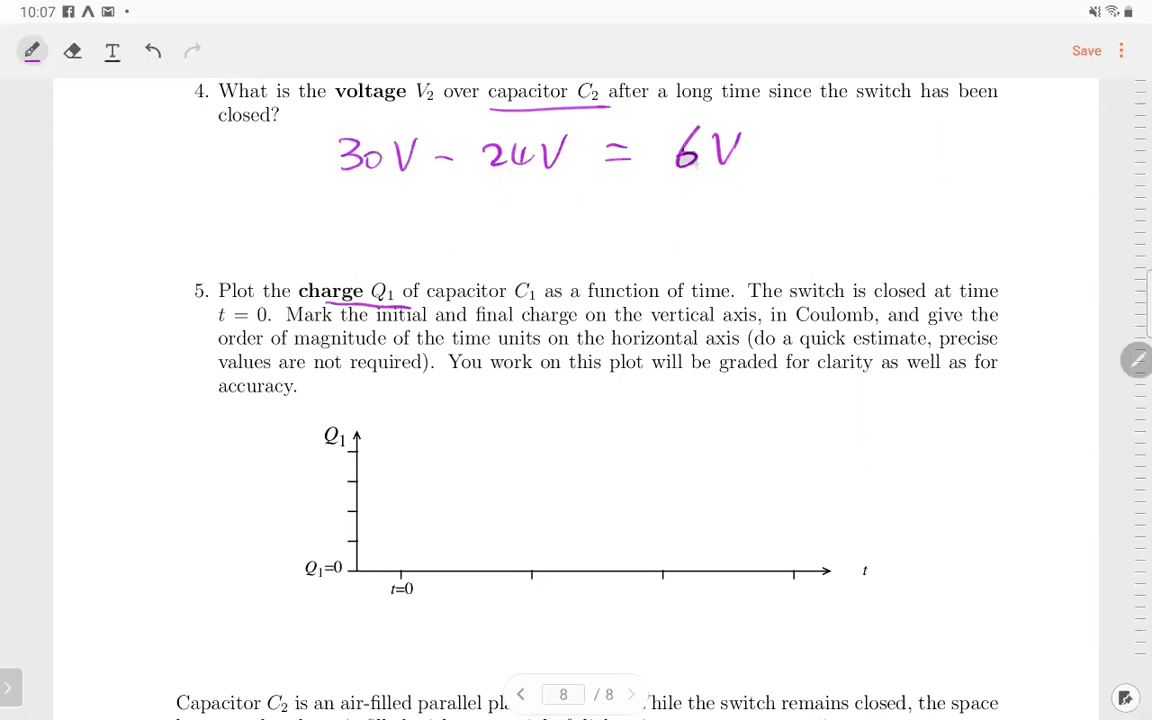 10:07
Save
4. What is the voltage V₂ over capacitor C₂ after a long time since the switch has been
closed?
30V - 24V = 6V
5. Plot the charge Q₁ of capacitor C₁ as a function of time. The switch is closed at time
t = 0. Mark the initial and final charge on the vertical axis, in Coulomb, and give the
order of magnitude of the time units on the horizontal axis (do a quick estimate, precise
values are not required). You work on this plot will be graded for clarity as well as for
accuracy.
Q₁
Q₁=0
t
t=0
8 / 8
Capacitor C₂ is an air-filled parallel While the switch remains closed, the space